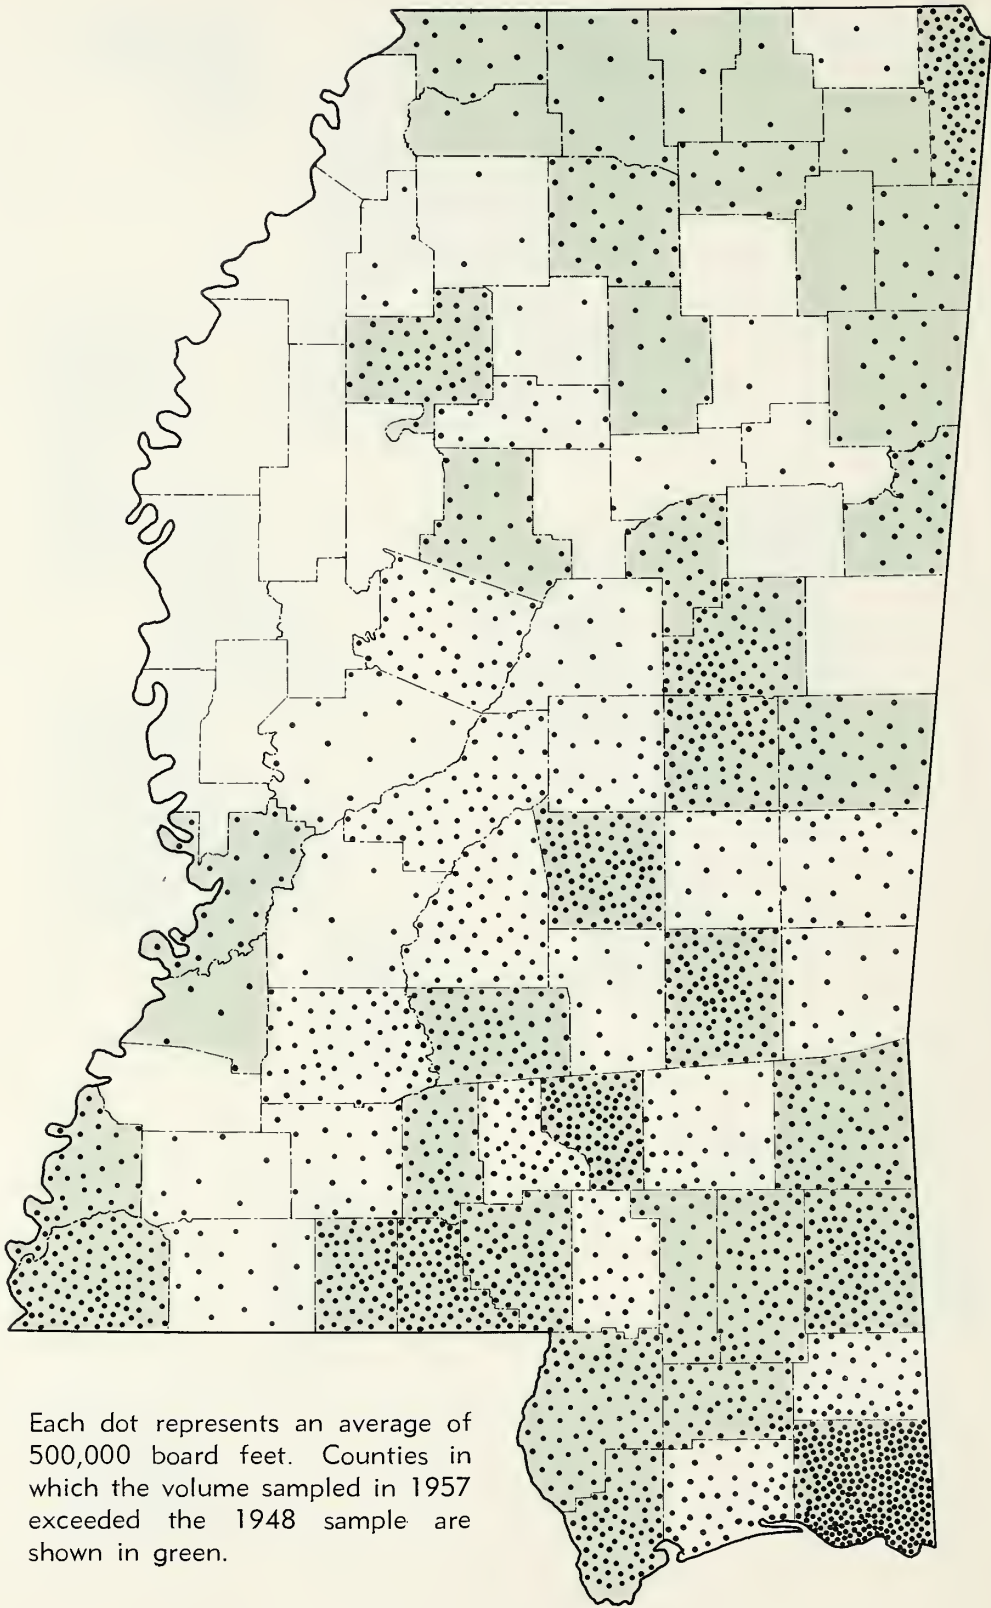 Each dot represents an average of
500,000 board feet. Counties in
which the volume sampled in 1957
exceeded the 1948 sample are
shown in green.